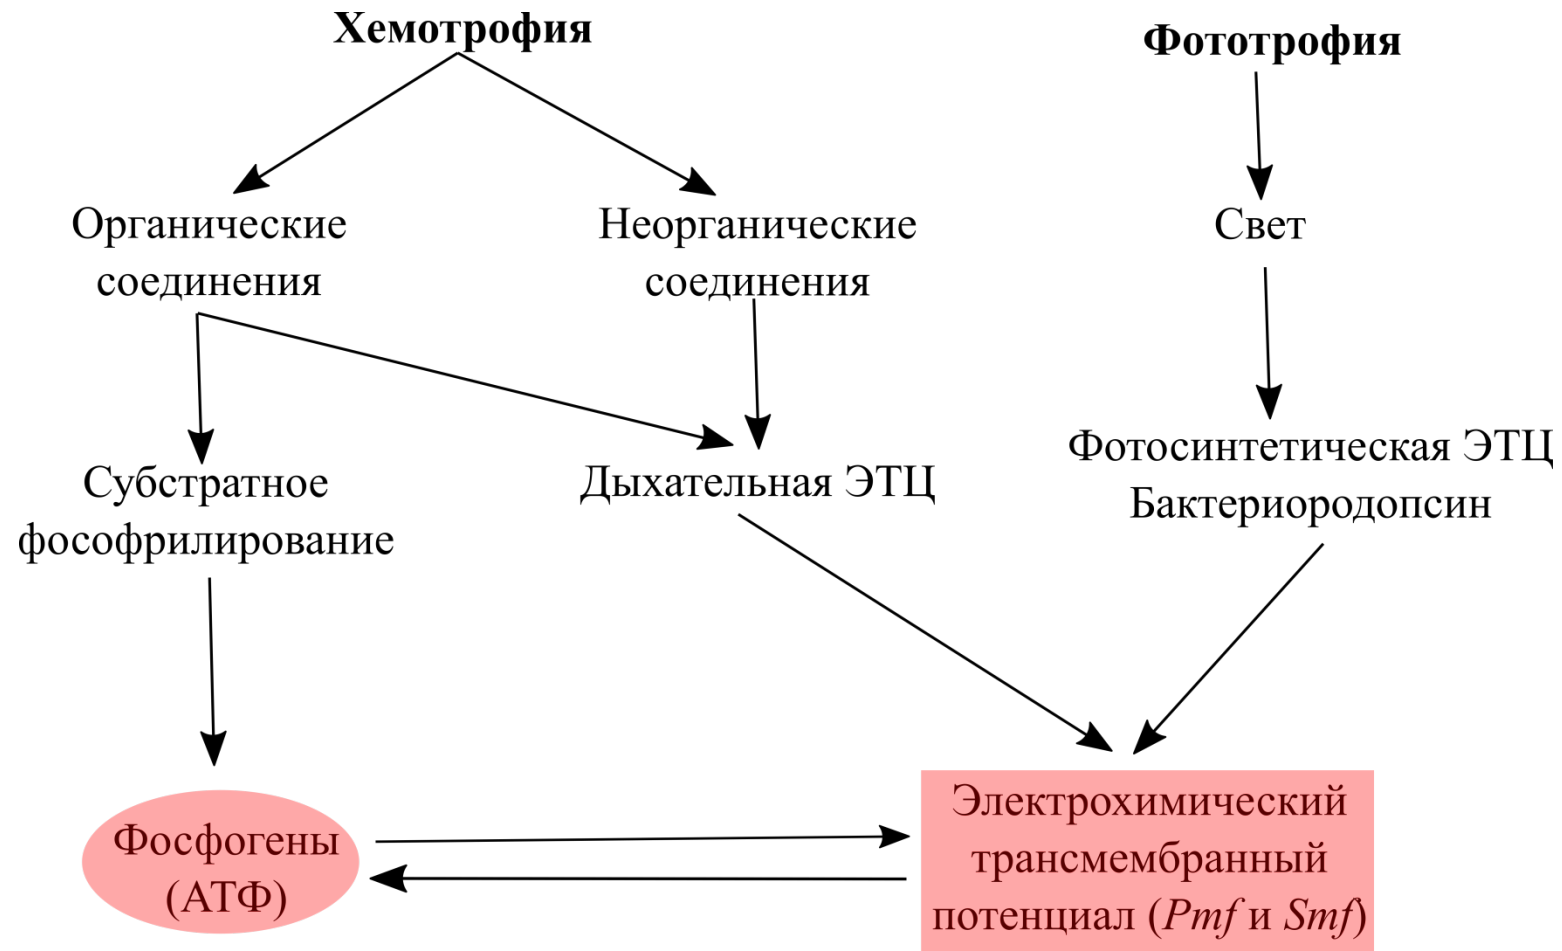 Хемотрофия
Фототрофия
Органические
соединения
Неорганические
соединения
Свет
Субстратное
фософрилирование
Дыхательная ЭТЦ
Фотосинтетическая ЭТЦ
Бактериородопсин
Фосфогены
(АТФ)
Электрохимический
трансмембранный
потенциал (Pmf и Smf)